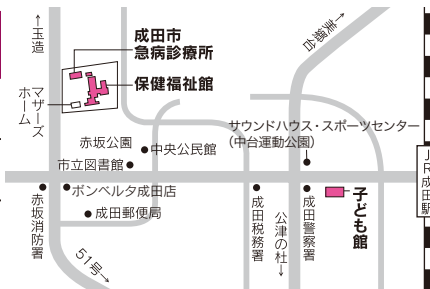 ↑玉造
成田市
急病診療所
保健福祉館
マザーズ
ホーム
↑美郷台
赤坂公園
中央公民館
市立図書館
サウンドハウス・スポーツセンター
(中台運動公園)
ボンベルタ成田店
成田郵便局
赤坂消防署
51号→
成田税務署
公津の杜→
成田警察署
子ども館
JR成田駅